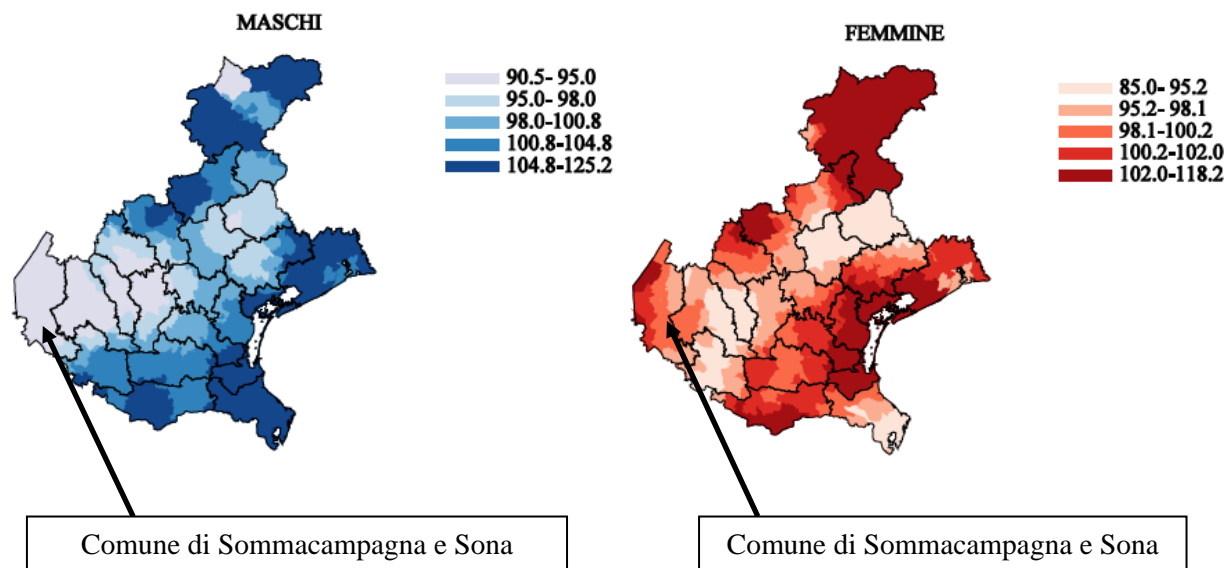 MASCHI
90.5- 95.0
95.0- 98.0
98.0-100.8
100.8-104.8
104.8-125.2
Comune di Sommacampagna e Sona
FEMMINE
85.0- 95.2
95.2- 98.1
98.1-100.2
100.2-102.0
102.0-118.2
Comune di Sommacampagna e Sona